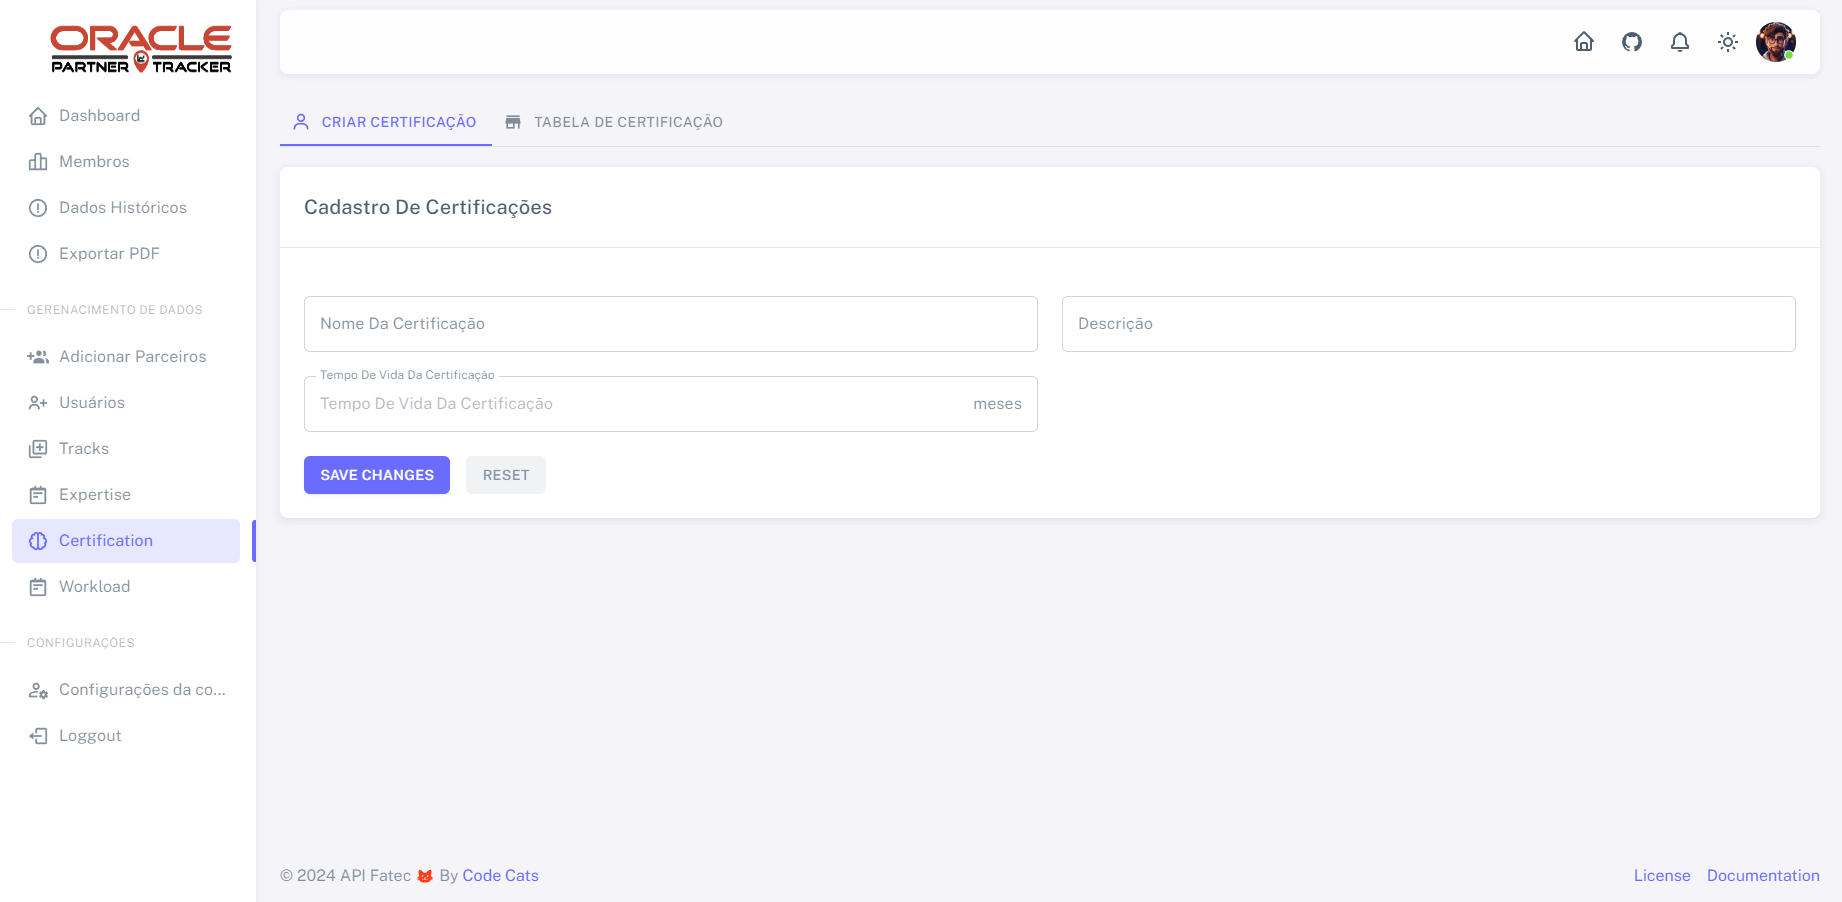 ORACLE
PARTNER TRACKER
Dashboard
Membros
Dados Históricos
Exportar PDF
GERENACIMENTO DE DADOS
Adicionar Parceiros
Usuários
Tracks
Expertise
Certification
Workload
CONFIGURAÇÕES
Configurações da co...
Loggout
CRIAR CERTIFICAÇÃO TABELA DE CERTIFICAÇÃO
Cadastro De Certificações
Nome Da Certificação Descrição
Tempo De Vida Da Certificação
Tempo De Vida Da Certificação meses
SAVE CHANGES RESET
© 2024 API Fatec By Code Cats License Documentation